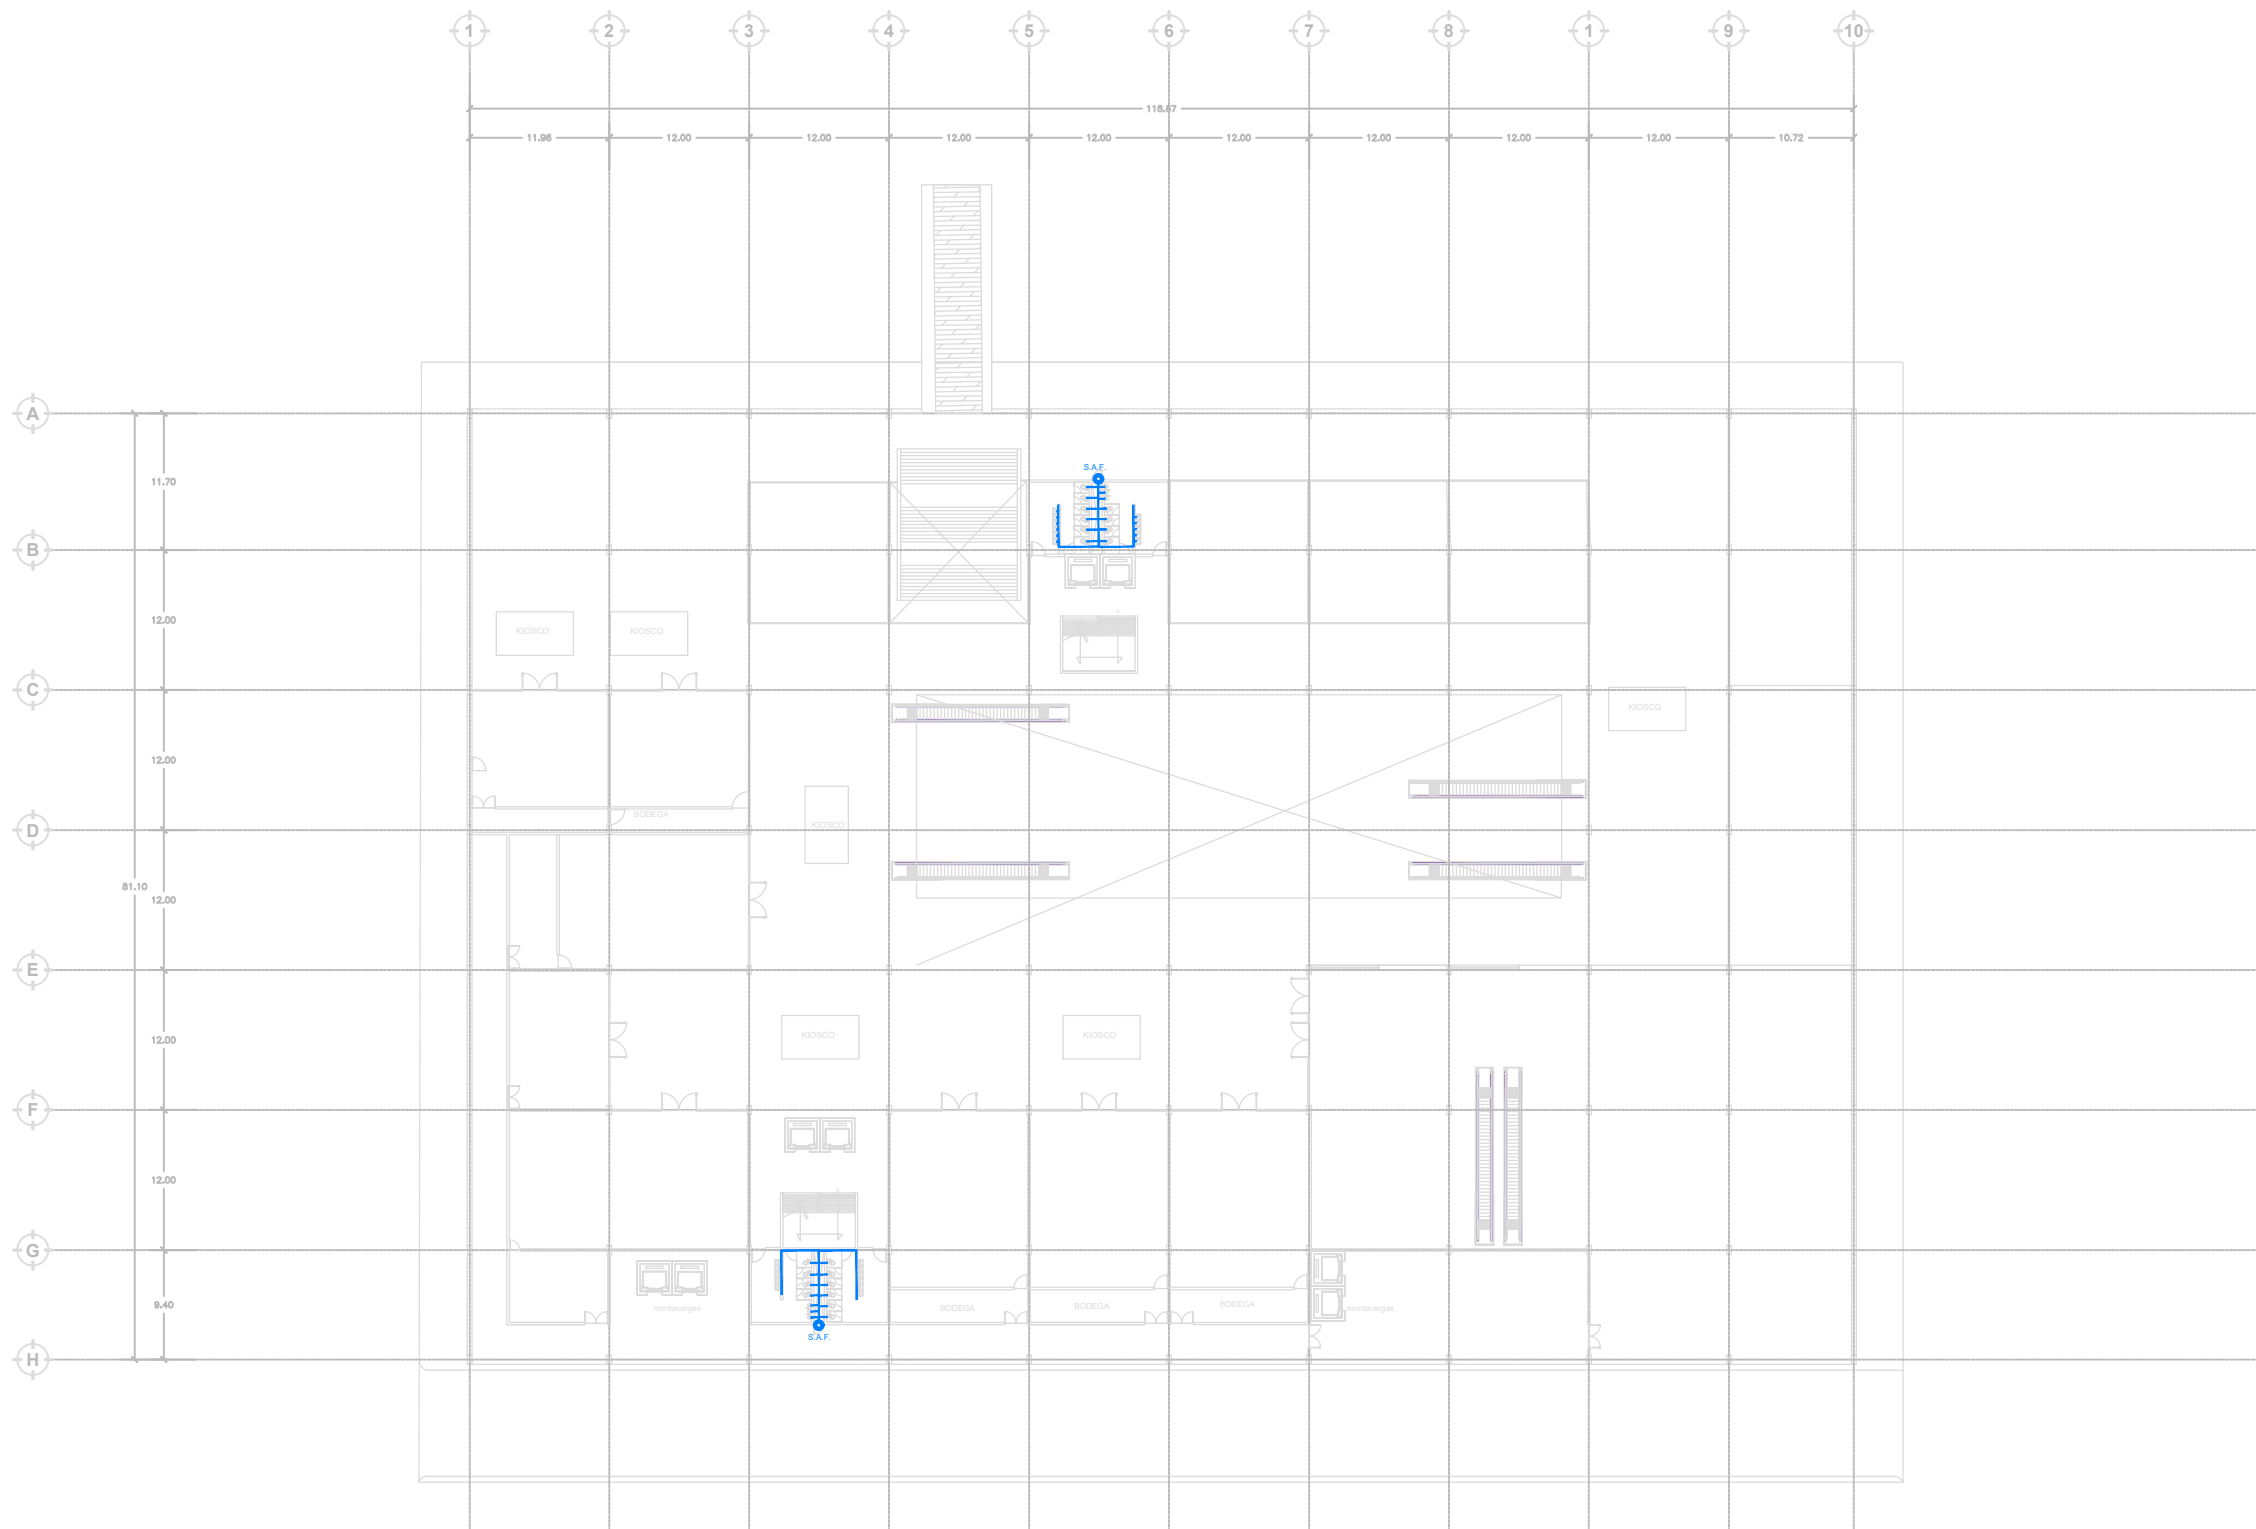 1 2 3 4 5 6 7 8 1 9 10
118.67
11.96 12.00 12.00 12.00 12.00 12.00 12.00 12.00 12.00 10.72
A
S.A.F.
11.70
B
12.00
KIOSCO KIOSCO
C
KIOSCO
12.00
BODEGA
KIOSCO
D
81.10
12.00
E
KIOSCO KIOSCO
12.00
F
12.00
G
9.40
montacargas BODEGA BODEGA BODEGA montacargas
S.A.F.
H